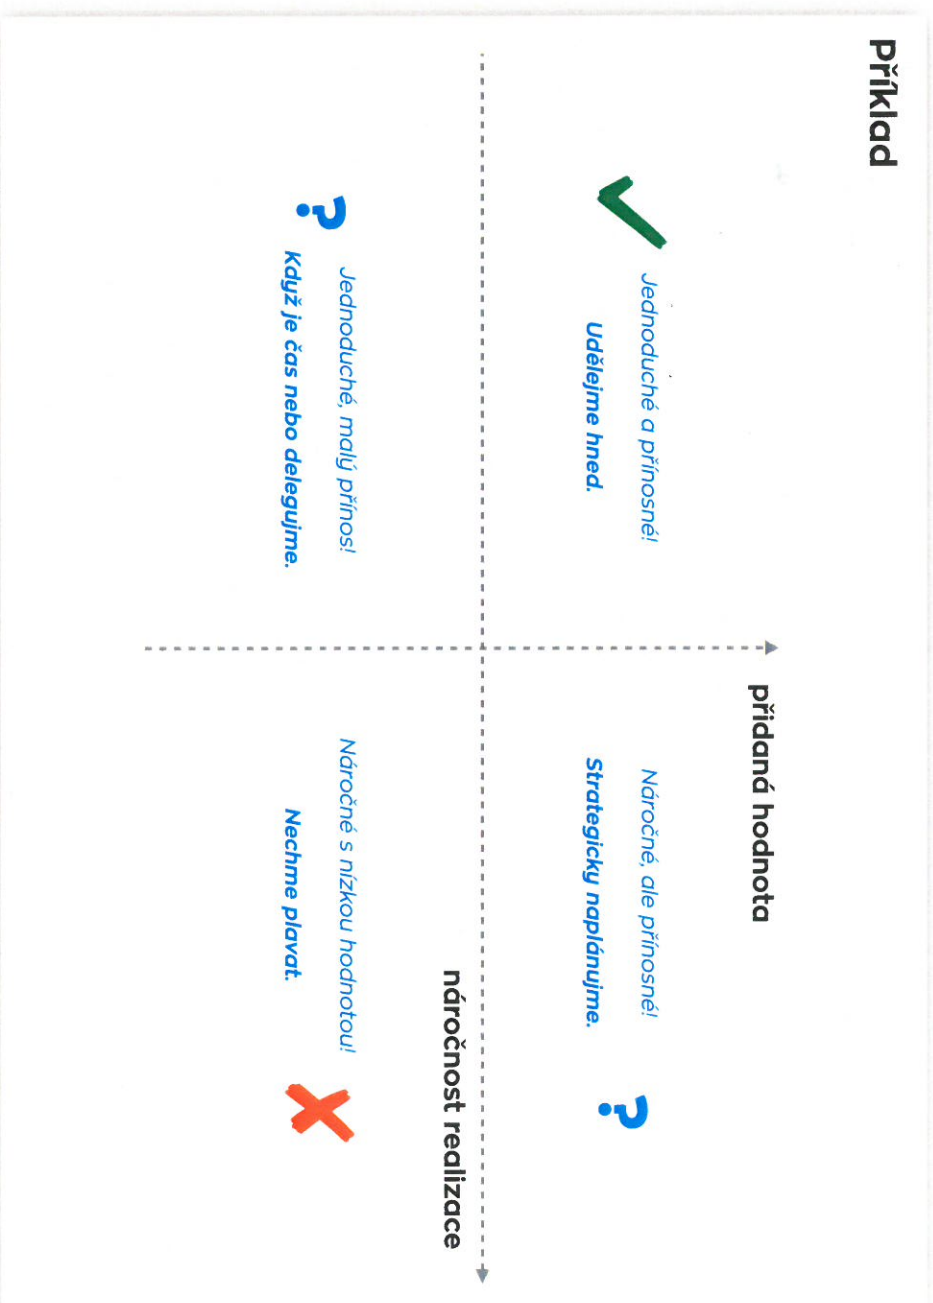 Příklad
přidaná hodnota
Jednoduché a přínosné!
Udělejme hned.
Náročné, ale přínosné!
Strategicky naplánujme.
?
náročnost realizace
?
Jednoduché, malý přínos!
Když je čas nebo delegujme.
Náročné s nízkou hodnotou!
Nechme plavat.